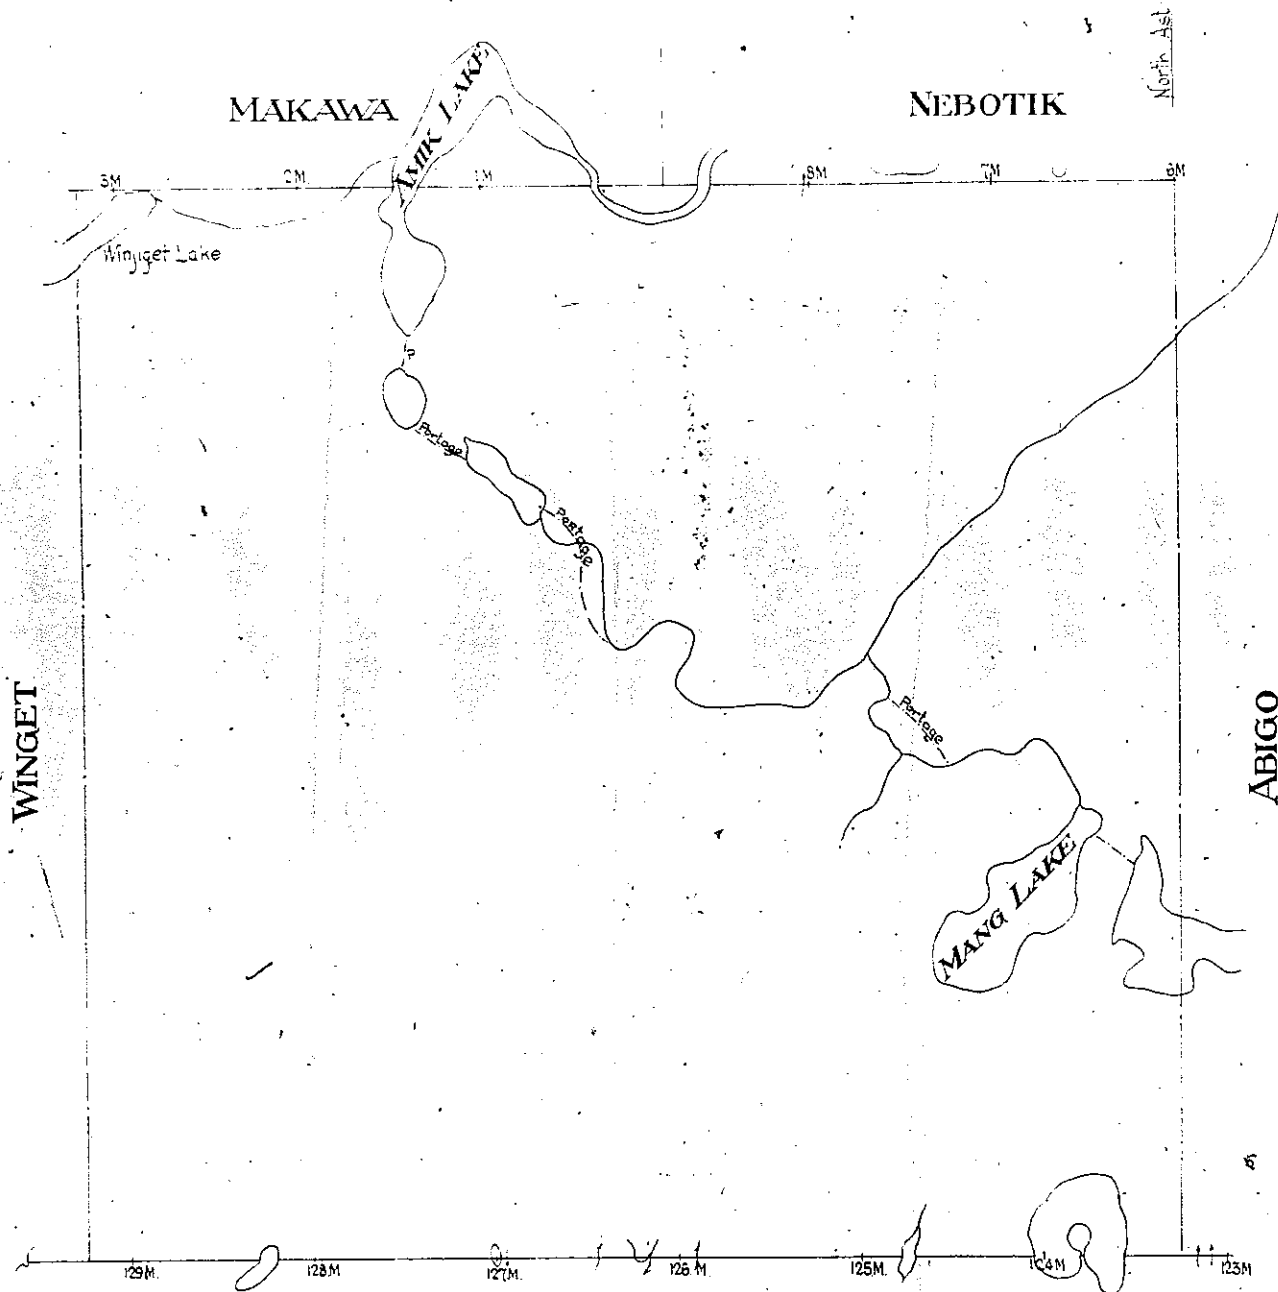 North Ast
MAKAWA
AMIK LAKE
NEBOTIK
3M
2M
1M
8M
7M
6M
Winjiget Lake
P
Portage
Portage
WINGET
Portage
ABIGO
MANG LAKE
129M.
128M
127M.
126M.
125M.
124M
123M